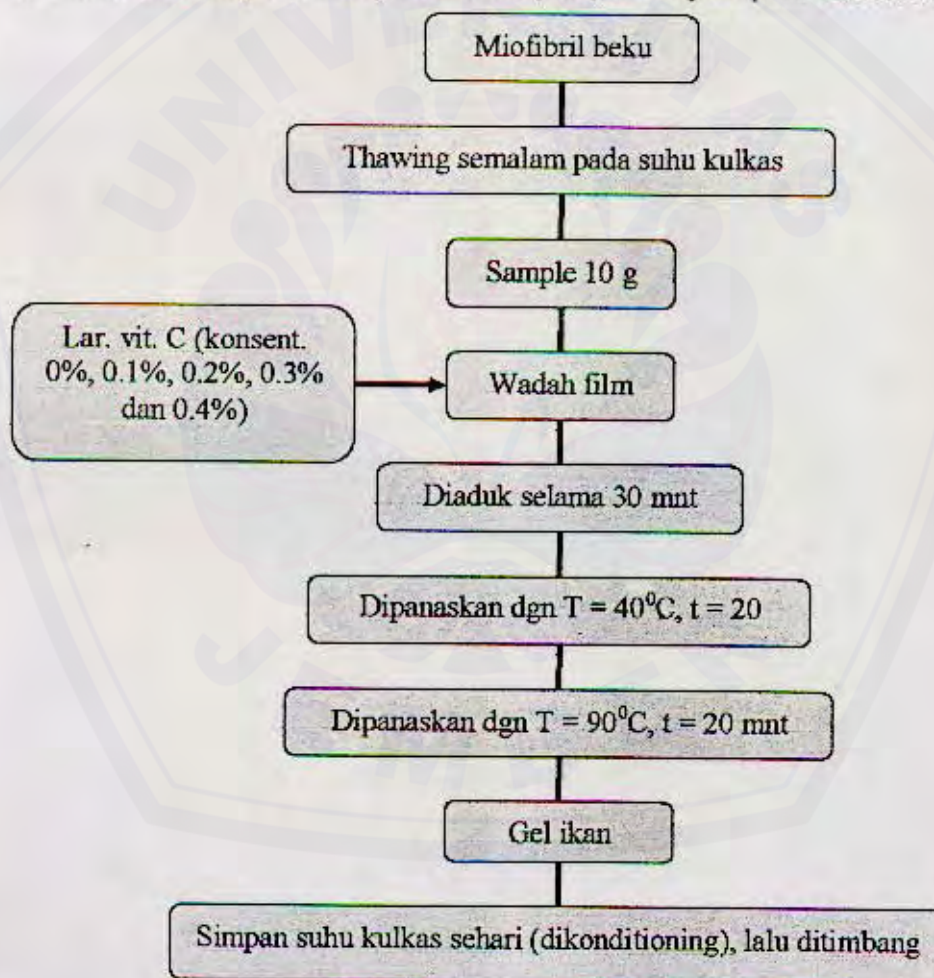 Miofibril beku
Thawing semalam pada suhu kulkas
Sample 10 g
Lar. vit. C (konsent.
0%, 0.1%, 0.2%, 0.3%
dan 0.4%)
Wadah film
Diaduk selama 30 mnt
Dipanaskan dgn T = 40⁰C, t = 20
Dipanaskan dgn T = 90⁰C, t = 20 mnt
Gel ikan
Simpan suhu kulkas sehari (dikonditioning), lalu ditimbang
UNIVERSITAS
JEMBER